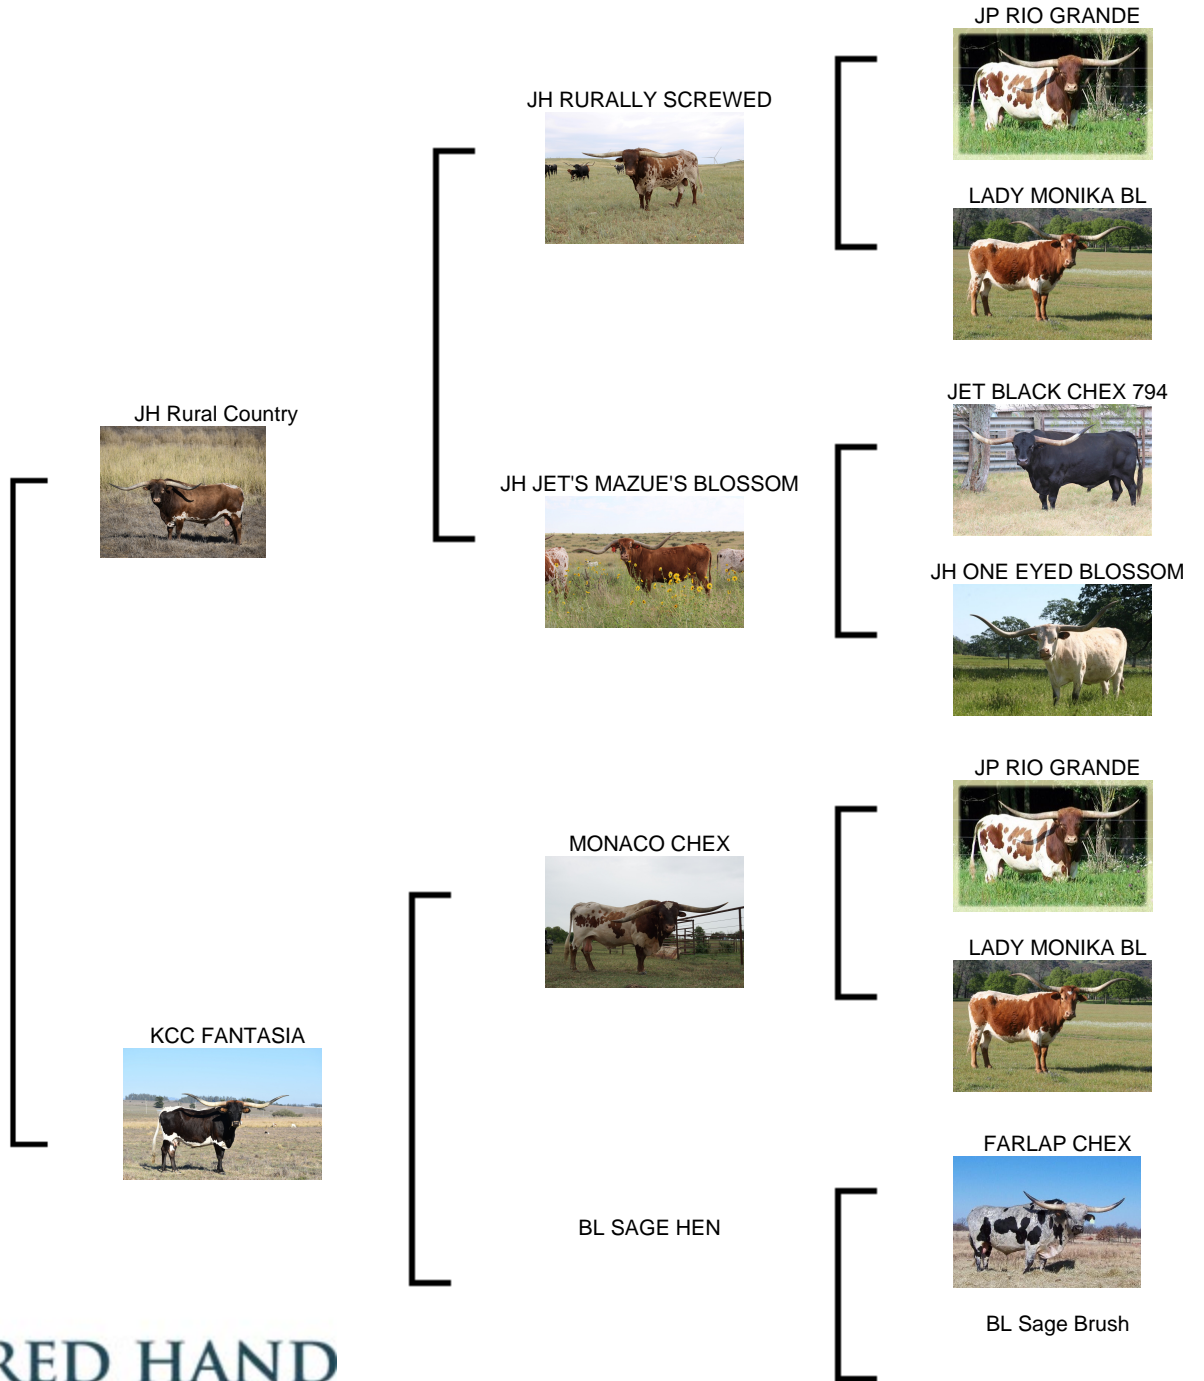 JP RIO GRANDE
JH RURALLY SCREWED
LADY MONIKA BL
JET BLACK CHEX 794
JH Rural Country
JH JET'S MAZUE'S BLOSSOM
JH ONE EYED BLOSSOM
JP RIO GRANDE
MONACO CHEX
LADY MONIKA BL
KCC FANTASIA
FARLAP CHEX
BL SAGE HEN
BL Sage Brush
RED HAND